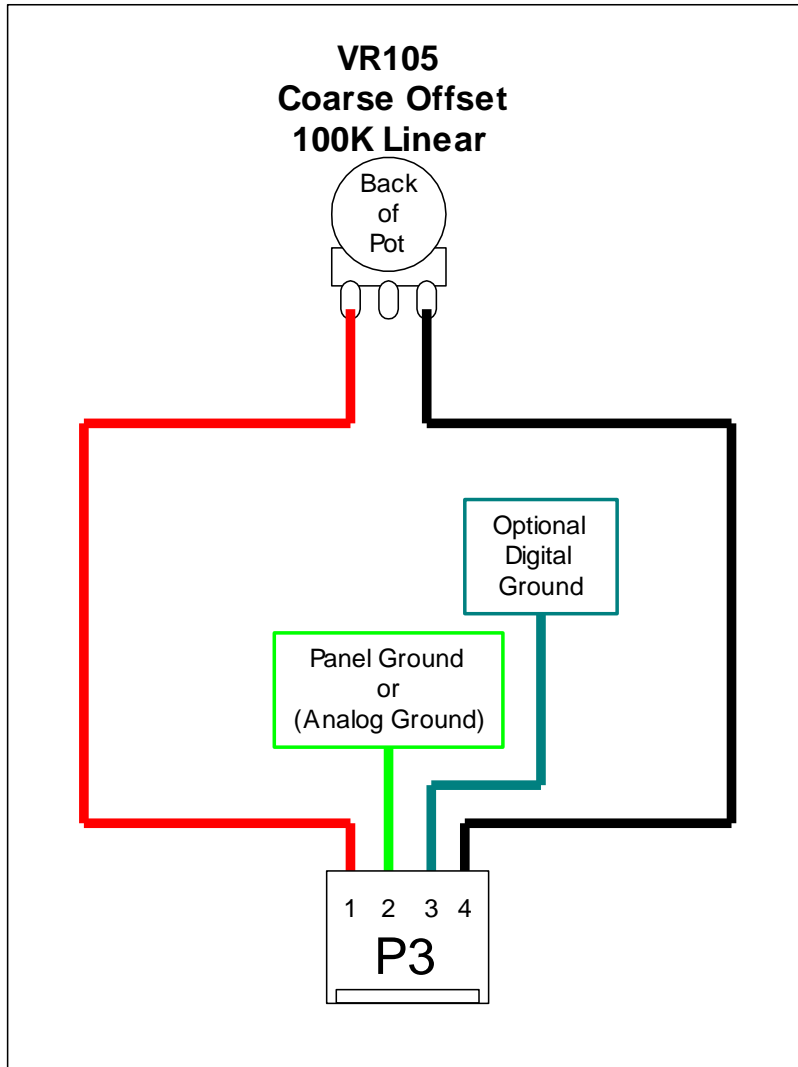 VR105
Coarse Offset
100K Linear
Back
of
Pot
Optional
Digital
Ground
Panel Ground
or
(Analog Ground)
1 2 3 4
P3